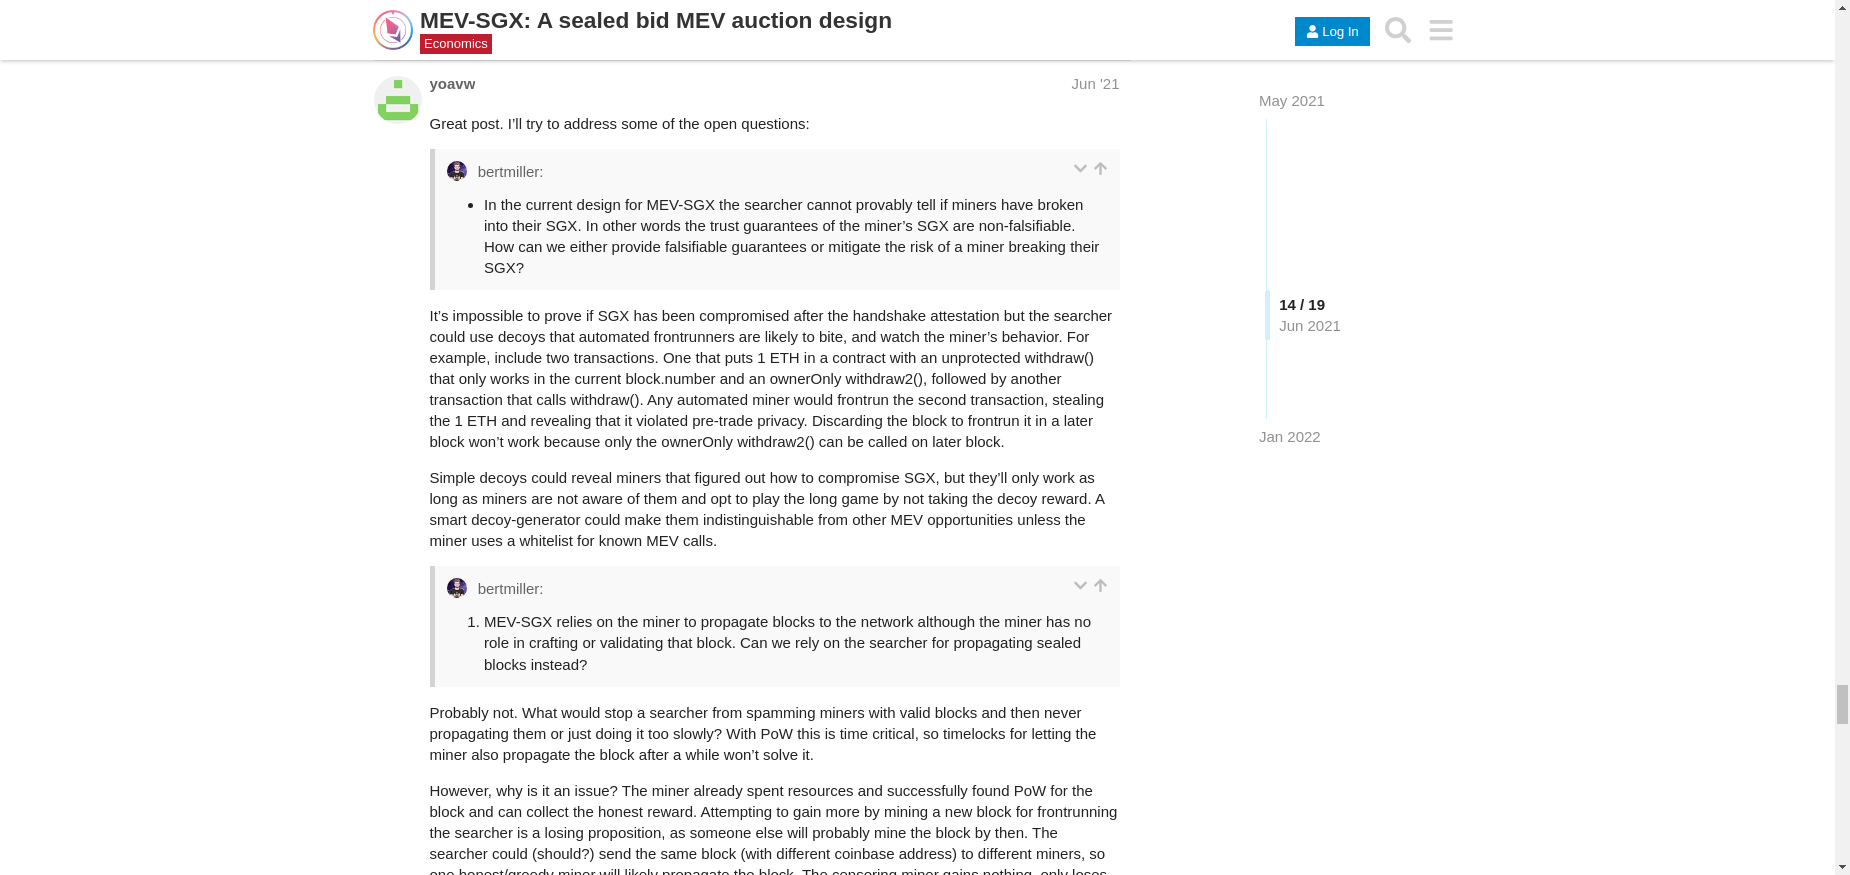 MEV-SGX: A sealed bid MEV auction design
Economics
Log In
yoavw
Jun '21
Great post. I’ll try to address some of the open questions:
bertmiller:
• In the current design for MEV-SGX the searcher cannot provably tell if miners have broken
into their SGX. In other words the trust guarantees of the miner’s SGX are non-falsifiable.
How can we either provide falsifiable guarantees or mitigate the risk of a miner breaking their
SGX?
It’s impossible to prove if SGX has been compromised after the handshake attestation but the searcher
could use decoys that automated frontrunners are likely to bite, and watch the miner’s behavior. For
example, include two transactions. One that puts 1 ETH in a contract with an unprotected withdraw()
that only works in the current block.number and an ownerOnly withdraw2(), followed by another
transaction that calls withdraw(). Any automated miner would frontrun the second transaction, stealing
the 1 ETH and revealing that it violated pre-trade privacy. Discarding the block to frontrun it in a later
block won’t work because only the ownerOnly withdraw2() can be called on later block.
Simple decoys could reveal miners that figured out how to compromise SGX, but they’ll only work as
long as miners are not aware of them and opt to play the long game by not taking the decoy reward. A
smart decoy-generator could make them indistinguishable from other MEV opportunities unless the
miner uses a whitelist for known MEV calls.
bertmiller:
1. MEV-SGX relies on the miner to propagate blocks to the network although the miner has no
role in crafting or validating that block. Can we rely on the searcher for propagating sealed
blocks instead?
Probably not. What would stop a searcher from spamming miners with valid blocks and then never
propagating them or just doing it too slowly? With PoW this is time critical, so timelocks for letting the
miner also propagate the block after a while won’t solve it.
However, why is it an issue? The miner already spent resources and successfully found PoW for the
block and can collect the honest reward. Attempting to gain more by mining a new block for frontrunning
the searcher is a losing proposition, as someone else will probably mine the block by then. The
searcher could (should?) send the same block (with different coinbase address) to different miners, so
one honest/greedy miner will likely propagate the block. The censoring miner gains nothing, only loses
May 2021
14 / 19
Jun 2021
Jan 2022